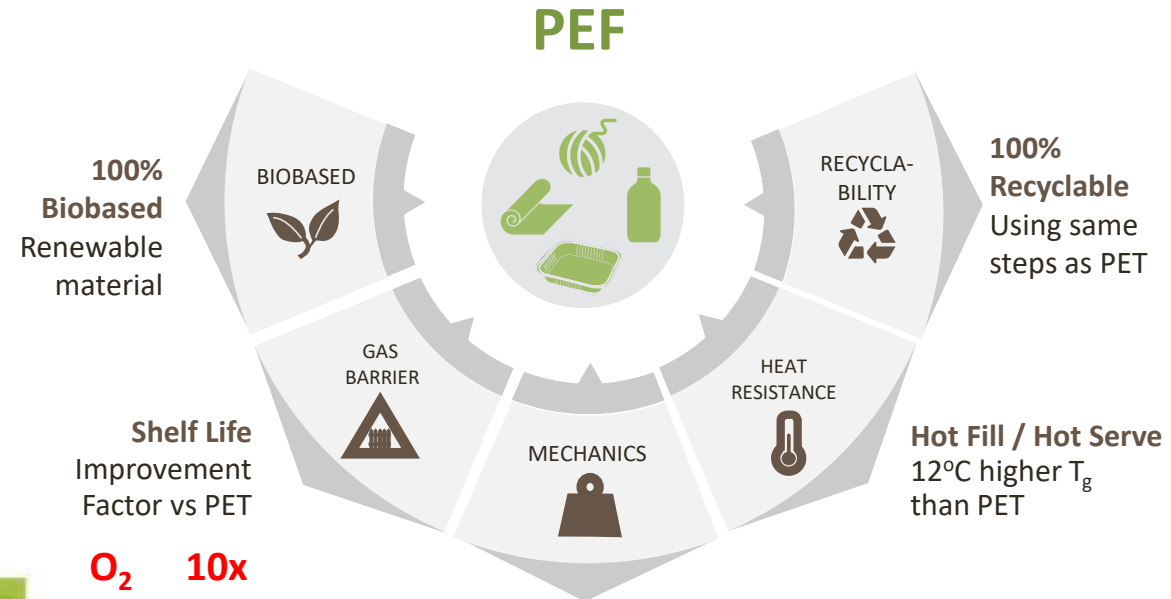 PEF
100%
Biobased
Renewable
material
BIOBASED
RECYCLA-
BILITY
100%
Recyclable
Using same
steps as PET
GAS
BARRIER
Shelf Life
Improvement
Factor vs PET
O₂ 10x
MECHANICS
HEAT
RESISTANCE
Hot Fill / Hot Serve
12°C higher Tg
than PET